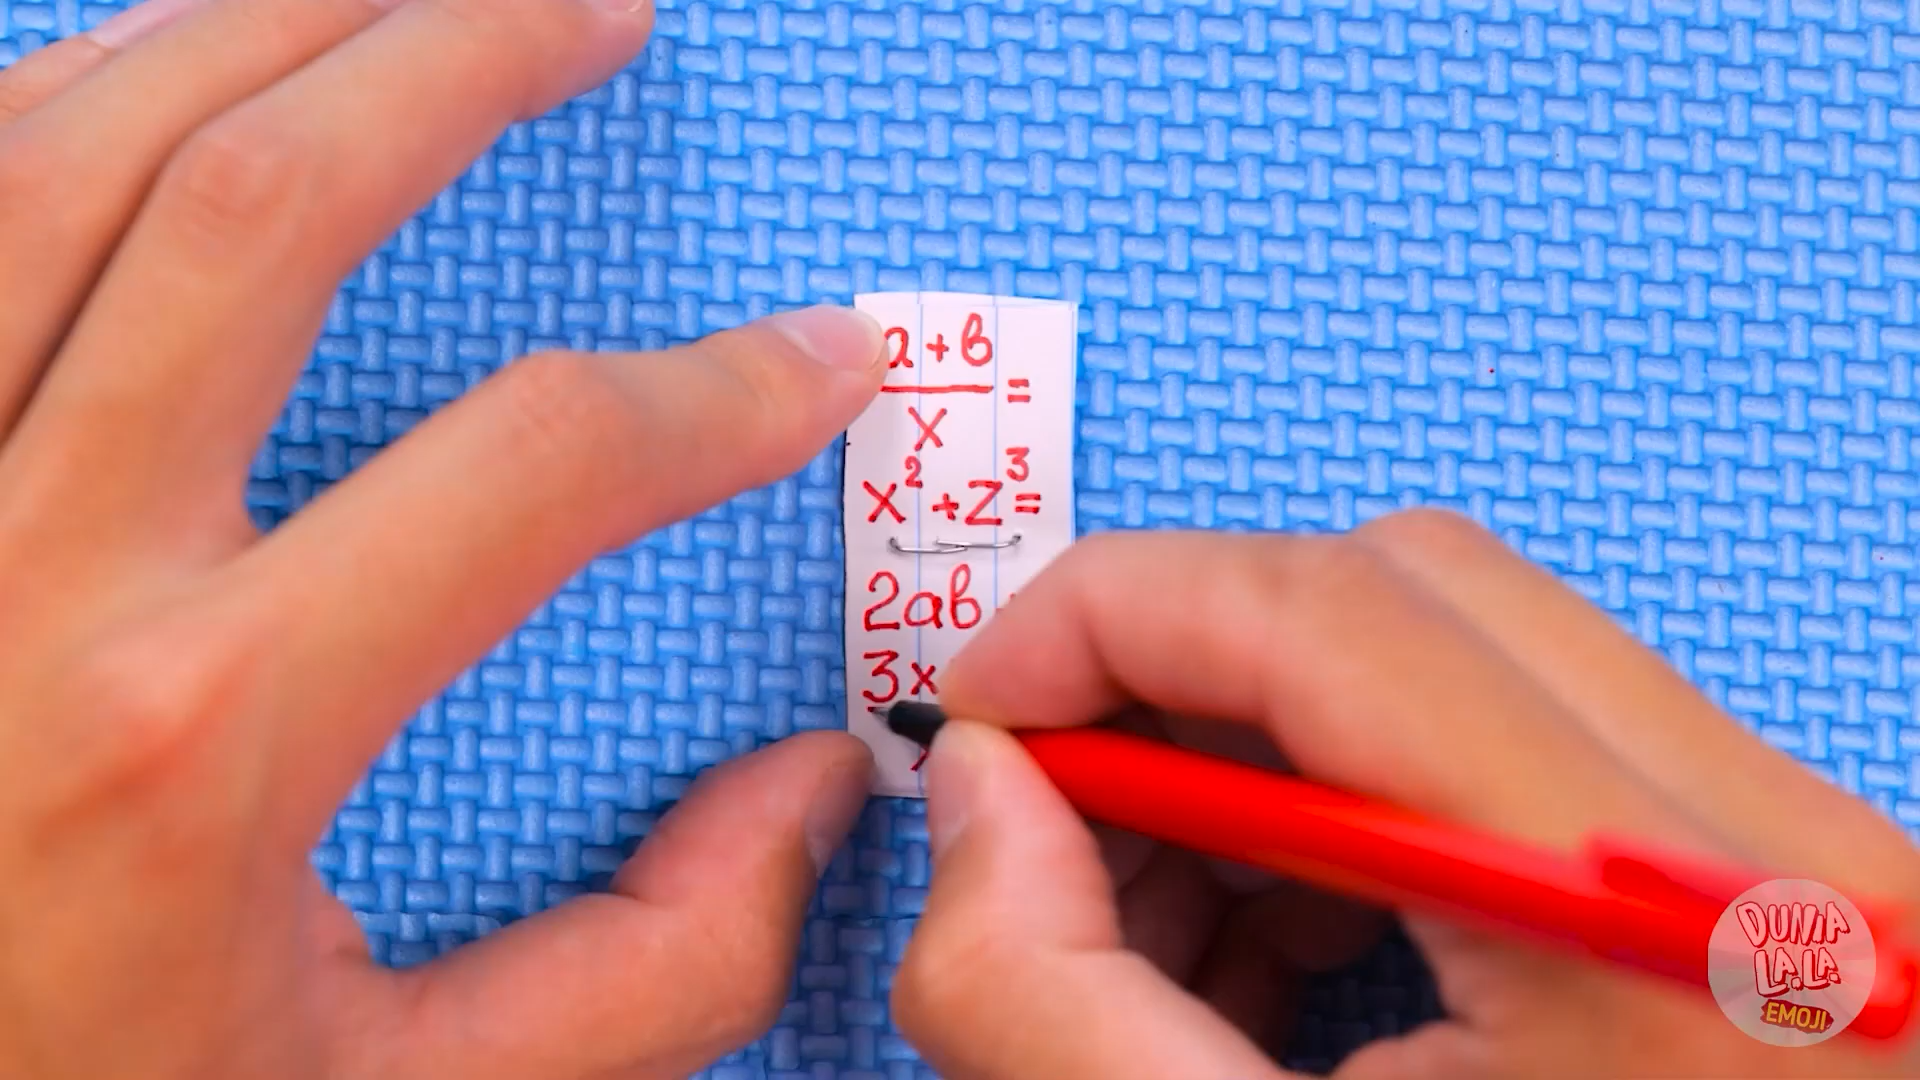 a+b
=
x
x²+z³=
2ab
3x
DUNIA
LA.LA.
EMOJI